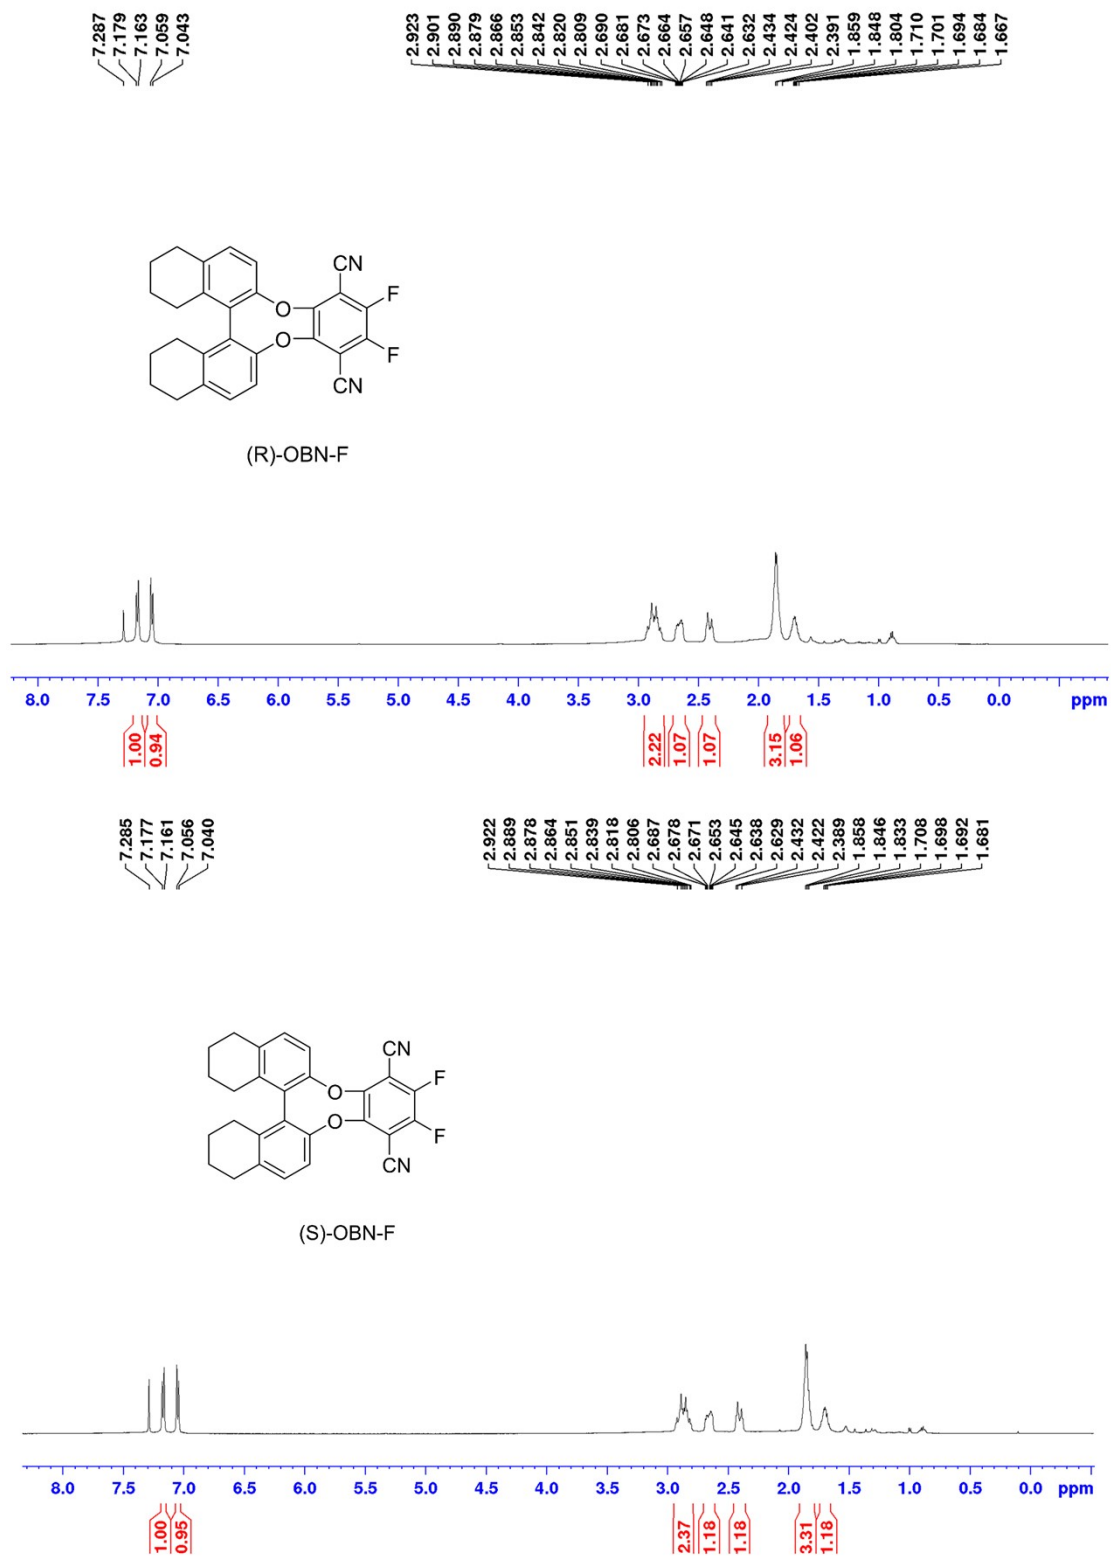 7.287 7.179 7.163 7.059 7.043 2.923 2.901 2.890 2.879 2.866 2.853 2.842 2.820 2.809 2.690 2.681 2.673 2.664 2.657 2.648 2.641 2.632 2.434 2.424 2.402 2.391 1.859 1.848 1.804 1.710 1.701 1.694 1.684 1.667
CN
F
O
O
F
CN
(R)-OBN-F
8.0 7.5 7.0 6.5 6.0 5.5 5.0 4.5 4.0 3.5 3.0 2.5 2.0 1.5 1.0 0.5 0.0 ppm
1.00 0.94 2.22 1.07 1.07 3.15 1.06
7.285 7.177 7.161 7.056 7.040 2.922 2.889 2.878 2.864 2.851 2.839 2.818 2.806 2.687 2.678 2.671 2.653 2.645 2.638 2.629 2.432 2.422 2.389 1.858 1.846 1.833 1.708 1.698 1.692 1.681
CN
F
O
O
F
CN
(S)-OBN-F
8.0 7.5 7.0 6.5 6.0 5.5 5.0 4.5 4.0 3.5 3.0 2.5 2.0 1.5 1.0 0.5 0.0 ppm
1.00 0.95 2.37 1.18 1.18 3.31 1.18